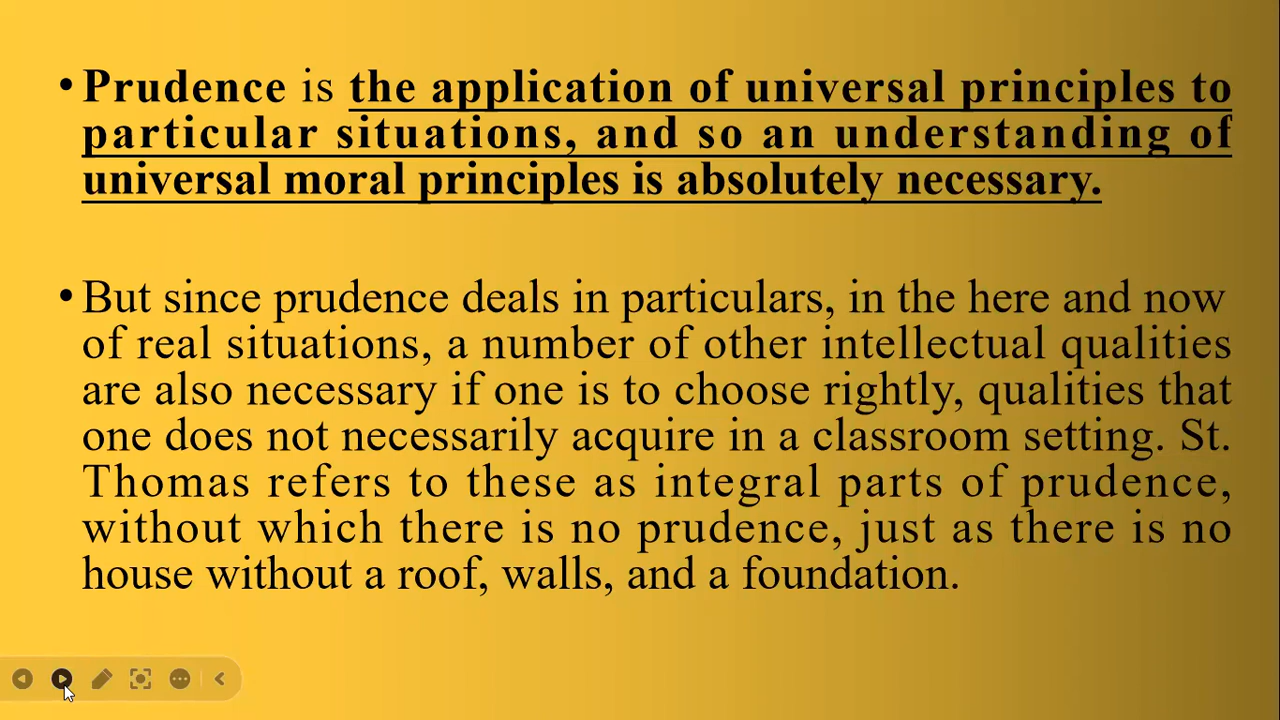 • Prudence is the application of universal principles to
particular situations, and so an understanding of
universal moral principles is absolutely necessary.
• But since prudence deals in particulars, in the here and now
of real situations, a number of other intellectual qualities
are also necessary if one is to choose rightly, qualities that
one does not necessarily acquire in a classroom setting. St.
Thomas refers to these as integral parts of prudence,
without which there is no prudence, just as there is no
house without a roof, walls, and a foundation.